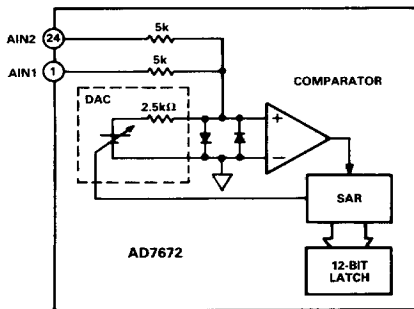 AIN2 24 5k
AIN1 1 5k
COMPARATOR
DAC
2.5kΩ
+
−
SAR
AD7672
12-BIT
LATCH